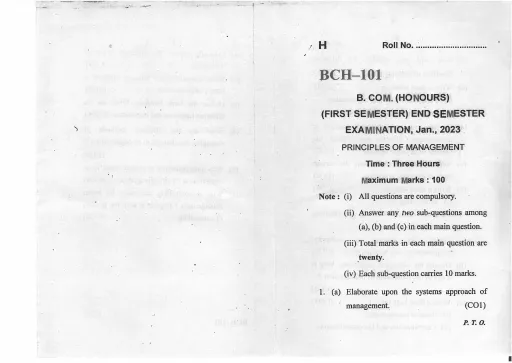 H Roll No. ..............................
BCH–101
B. COM. (HONOURS)
(FIRST SEMESTER) END SEMESTER
EXAMINATION, Jan., 2023
PRINCIPLES OF MANAGEMENT
Time : Three Hours
Maximum Marks : 100
Note : (i) All questions are compulsory.
(ii) Answer any two sub-questions among
(a), (b) and (c) in each main question.
(iii) Total marks in each main question are
twenty.
(iv) Each sub-question carries 10 marks.
1. (a) Elaborate upon the systems approach of
management. (CO1)
P. T. O.